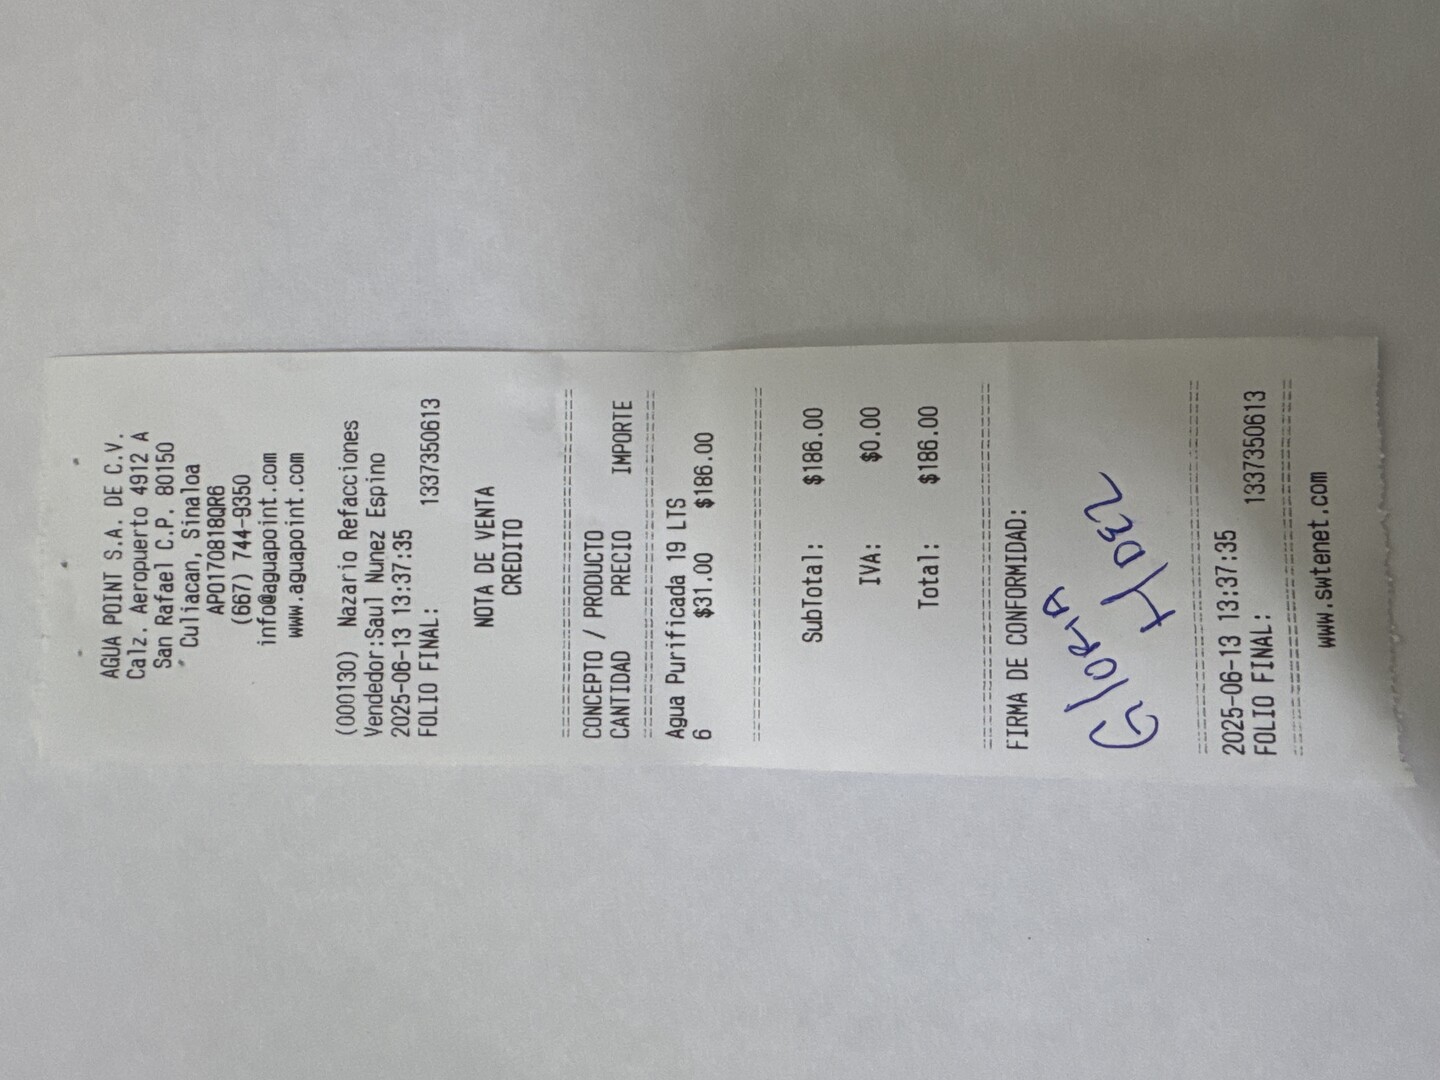 AGUA POINT S.A. DE C.V.
Calz. Aeropuerto 4912 A
San Rafael C.P. 80150
Culiacan, Sinaloa
APO170818QR6
(667) 744-9350
info@aguapoint.com
www.aguapoint.com
(000130) Nazario Refacciones
Vendedor:Saul Nunez Espino
2025-06-13 13:37:35
FOLIO FINAL: 1337350613
NOTA DE VENTA
CREDITO
CONCEPTO / PRODUCTO
CANTIDAD PRECIO IMPORTE
Agua Purificada 19 LTS
6 $31.00 $186.00
SubTotal: $186.00
IVA: $0.00
Total: $186.00
FIRMA DE CONFORMIDAD:
GlORIA
HDEZ
2025-06-13 13:37:35
FOLIO FINAL: 1337350613
www.swtenet.com